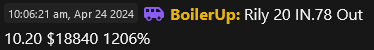 10:06:21 am, Apr 24 2024 BoilerUp: Rily 20 IN.78 Out
10.20 $18840 1206%